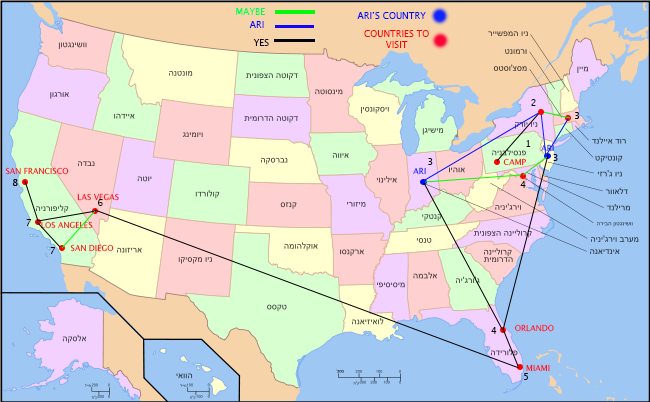 MAYBE
ARI
YES
ARI'S COUNTRY
COUNTRIES TO
VISIT
ניו המפשייר
ורמונט
מסצ'וסטס
מיין
וושינגטון
מונטנה
דקוטה הצפונית
מינסוטה
אורגון
איידהו
דקוטה הדרומית
ויסקונסין
מישיגן
ניו יורק
2
3
ויומינג
רוד איילנד
נברסקה
איווה
פנסילבניה
1
ARI
3
קונטיקט
נבדה
יוטה
אילינוי
3
אוהיו
CAMP
ניו ג'רזי
SAN FRANCISCO
8
קולורדו
ARI
4
דלאוור
LAS VEGAS
6
קנזס
מיזורי
וירג'יניה
מרילנד
קליפורניה
קנטקי
וושינגטון הבירה
7
LOS ANGELES
טנסי
קרוליינה הצפונית
מערב וירג'יניה
7
SAN DIEGO
אריזונה
ניו מקסיקו
אוקלהומה
ארקנסו
קרוליינה
הדרומית
אינדיאנה
טקסס
מיסיסיפי
אלבמה
ג'ורג'יה
לואיזיאנה
4
ORLANDO
אלסקה
פלורידה
MIAMI
5
הוואי